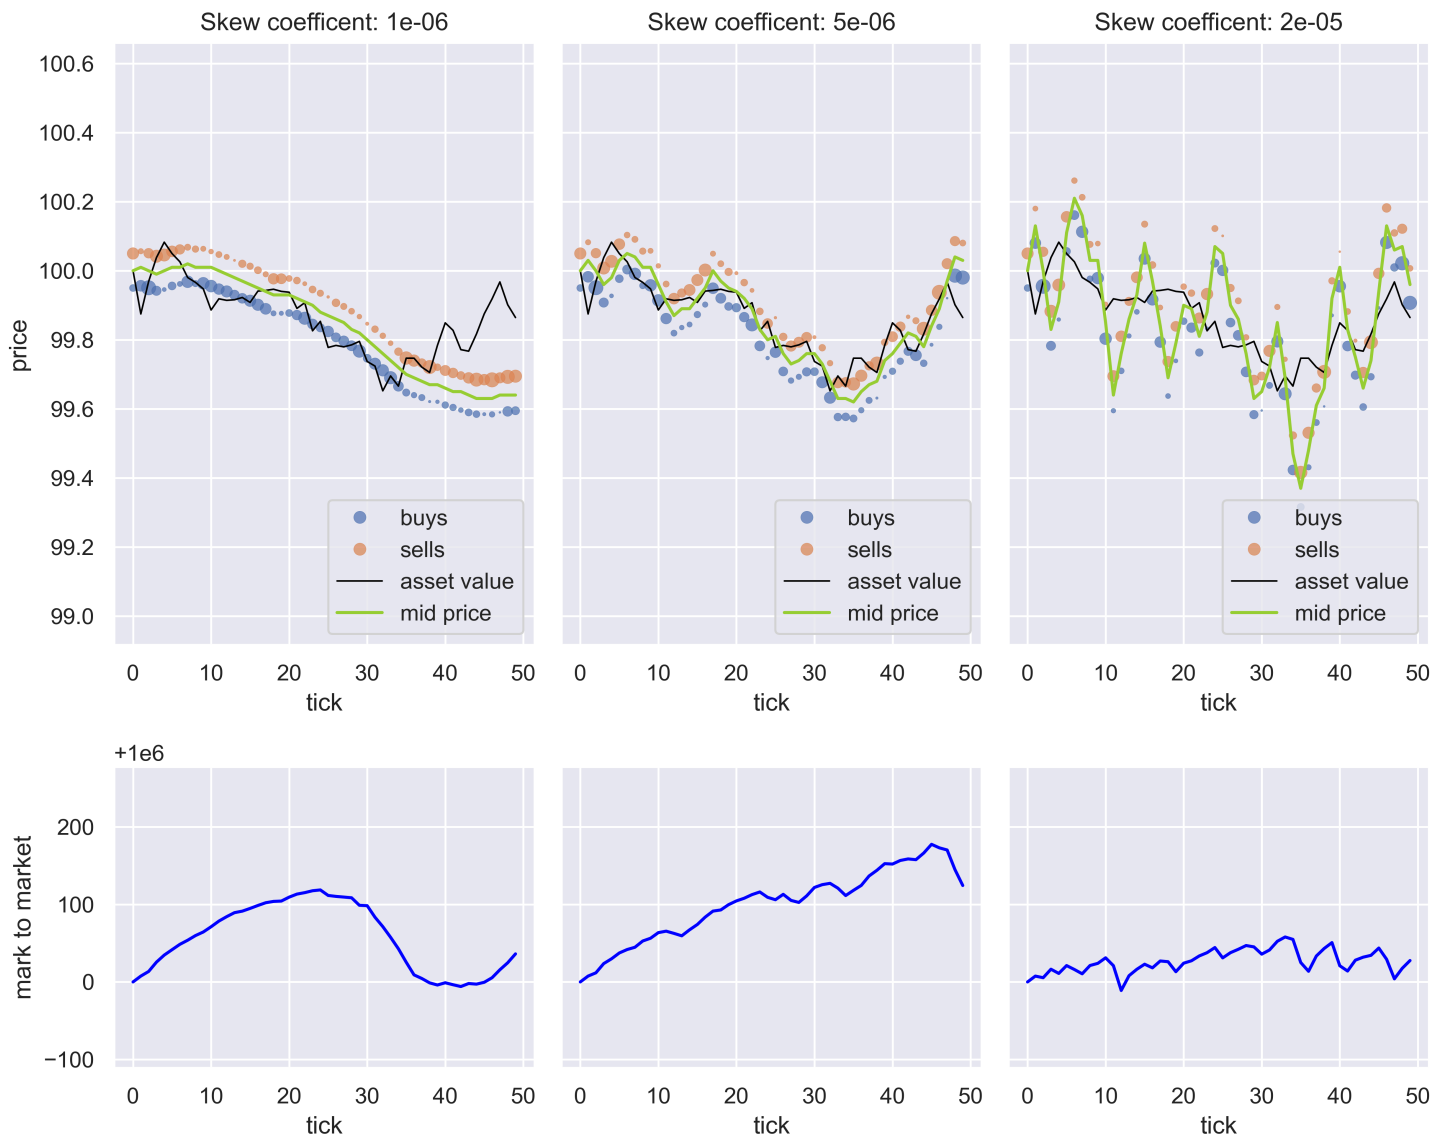 Skew coefficent: 1e-06 Skew coefficent: 5e-06 Skew coefficent: 2e-05
100.6
100.4
100.2
100.0
99.8
99.6
99.4
99.2
99.0
price
buys
sells
asset value
mid price
buys
sells
asset value
mid price
buys
sells
asset value
mid price
0 10 20 30 40 50 0 10 20 30 40 50 0 10 20 30 40 50
tick tick tick
+1e6
200
100
0
−100
mark to market
0 10 20 30 40 50 0 10 20 30 40 50 0 10 20 30 40 50
tick tick tick